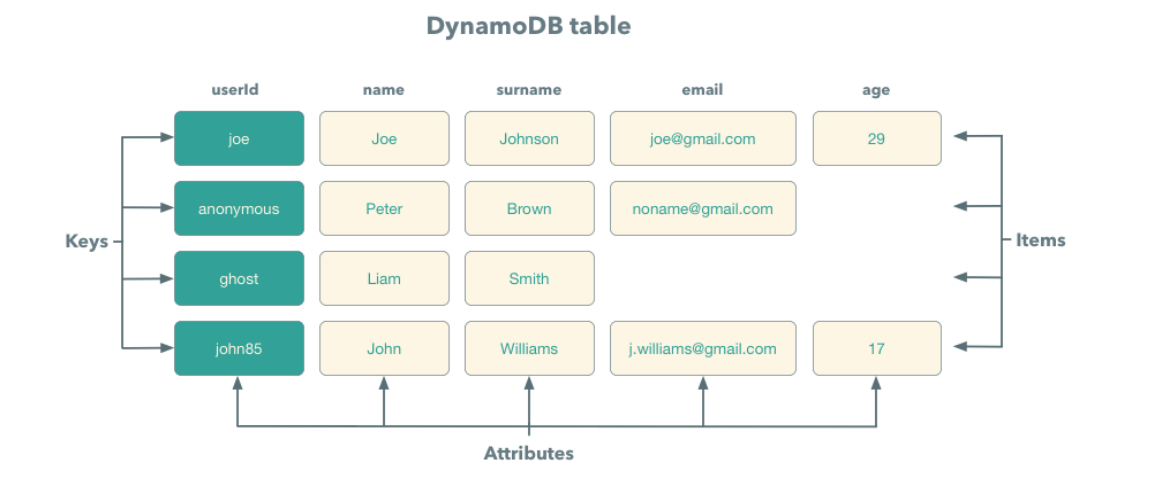 DynamoDB table
userId name surname email age
joe Joe Johnson joe@gmail.com 29
anonymous Peter Brown noname@gmail.com
Keys Items
ghost Liam Smith
john85 John Williams j.williams@gmail.com 17
Attributes